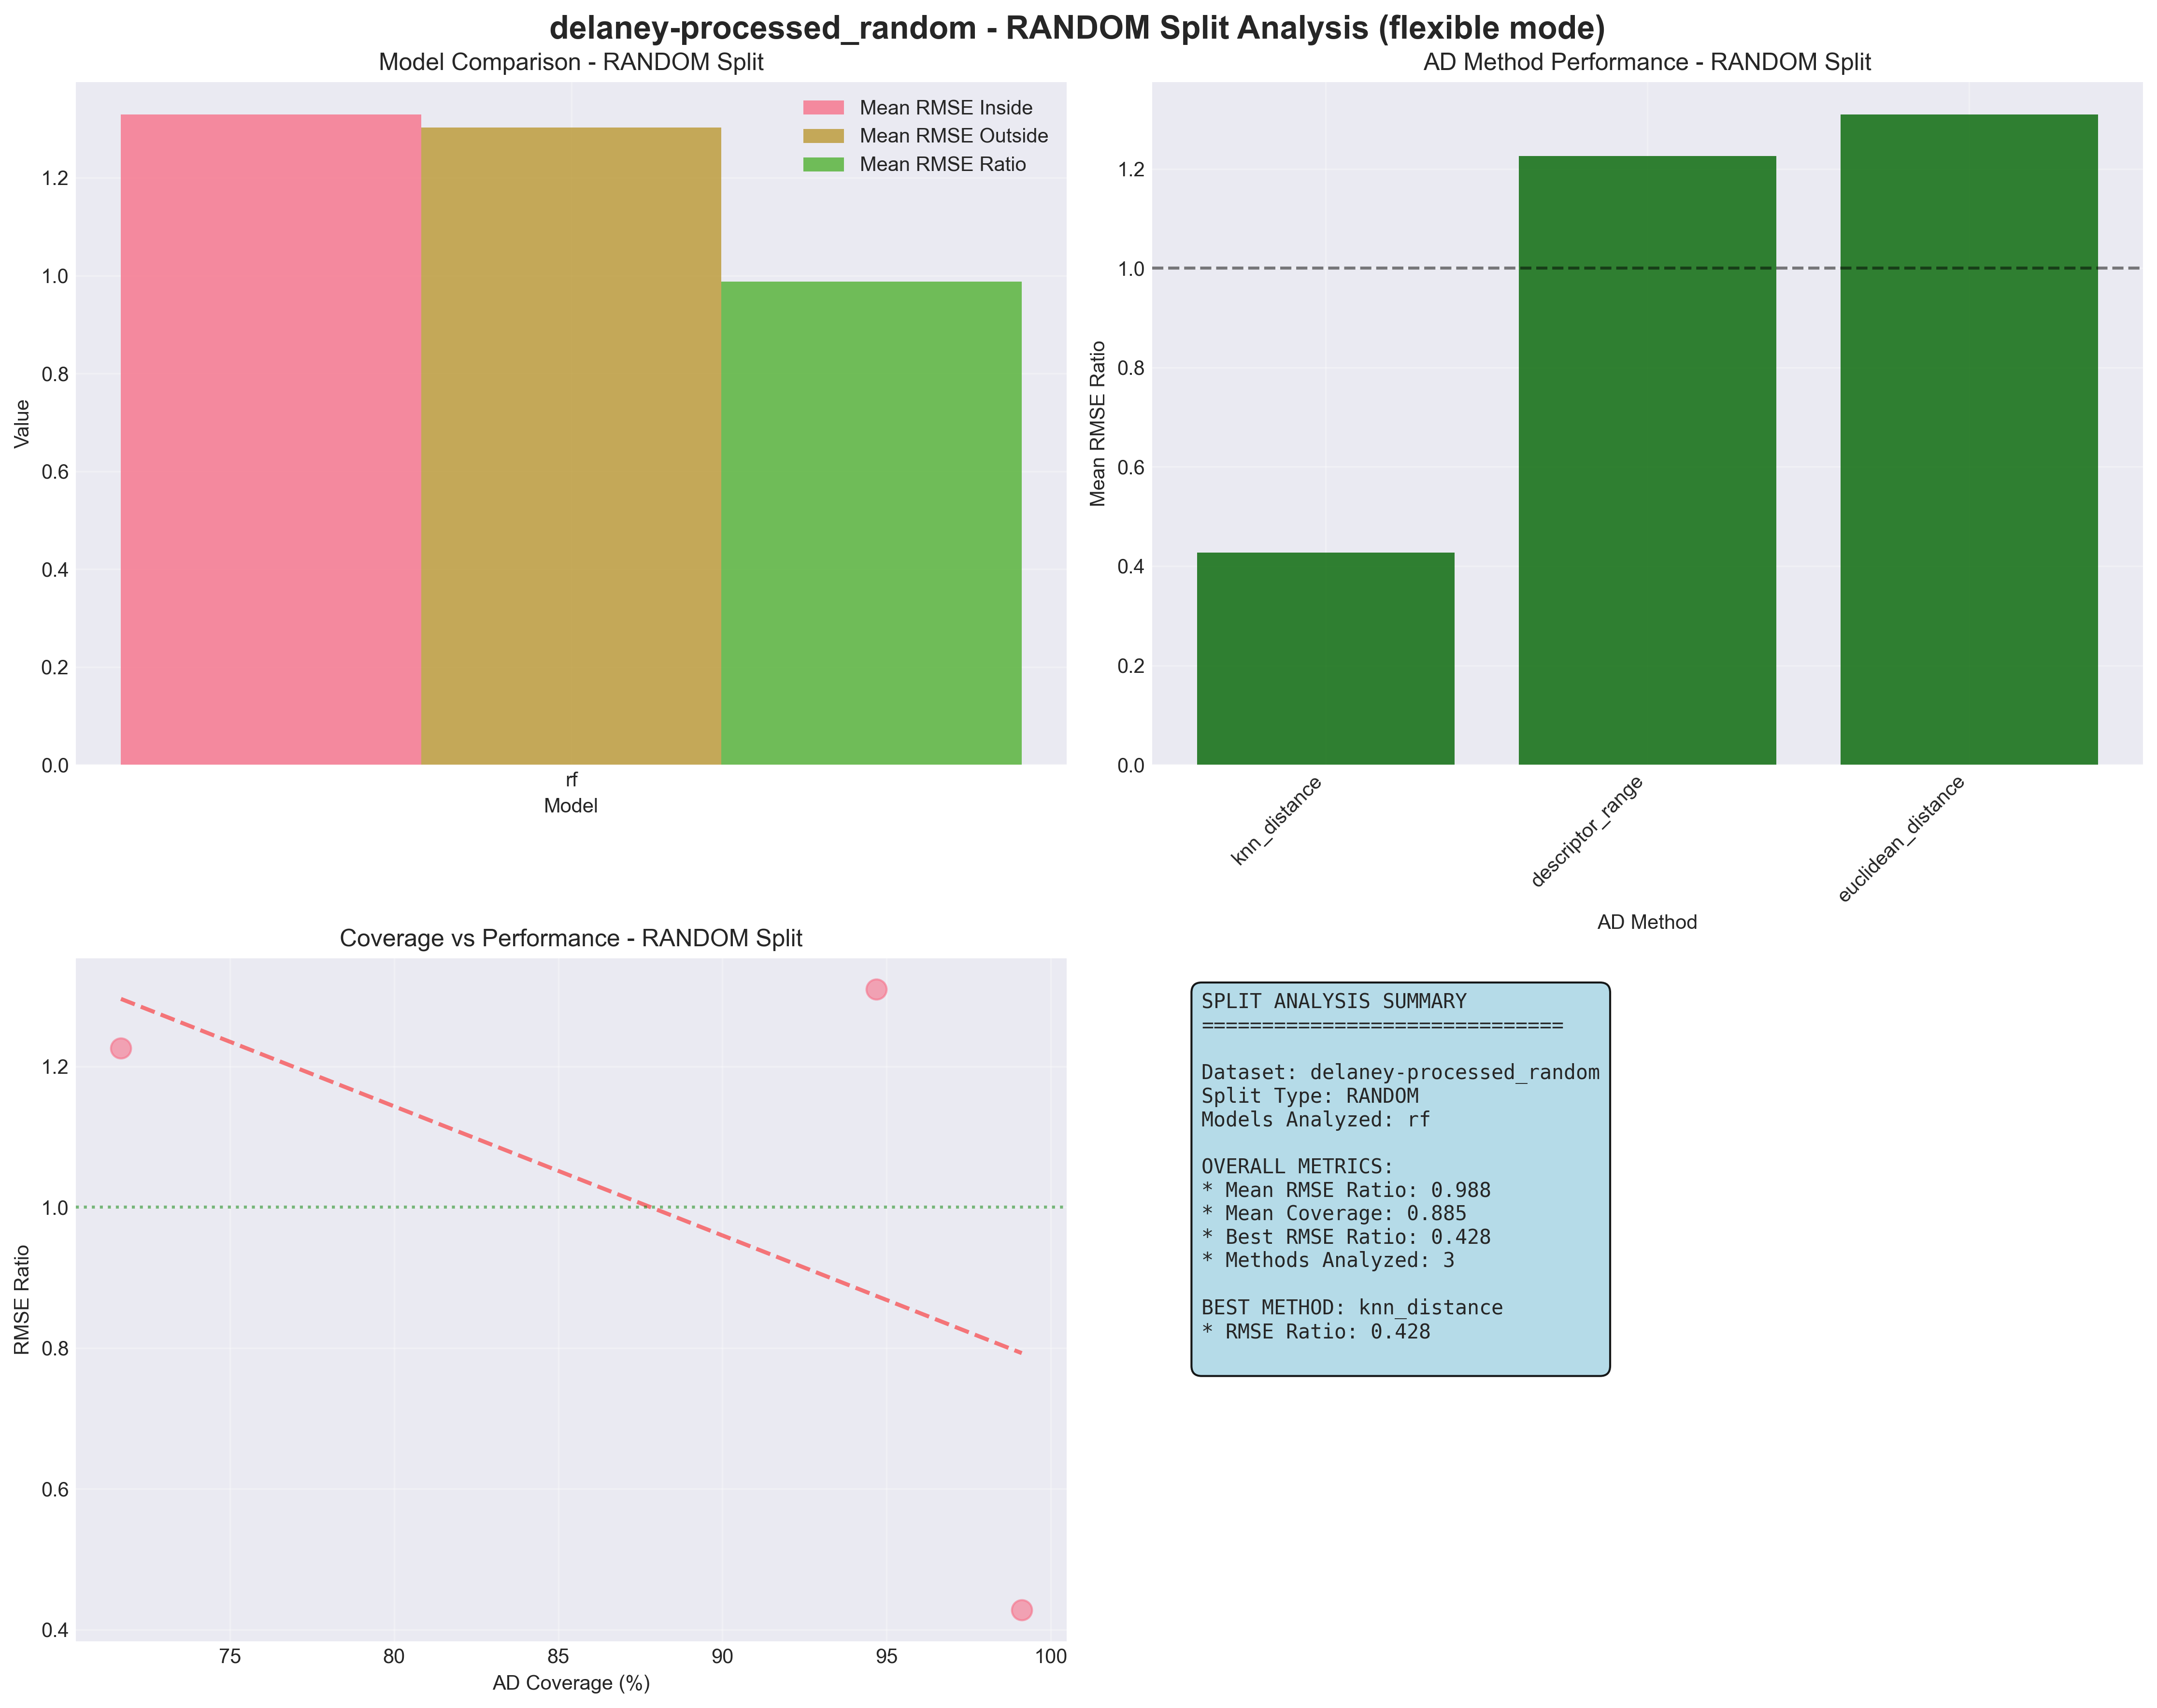 delaney-processed_random - RANDOM Split Analysis (flexible mode)
Model Comparison - RANDOM Split
Mean RMSE Inside
Mean RMSE Outside
Mean RMSE Ratio
Value
1.2
1.0
0.8
0.6
0.4
0.2
0.0
rf
Model
AD Method Performance - RANDOM Split
Mean RMSE Ratio
1.2
1.0
0.8
0.6
0.4
0.2
0.0
knn_distance
descriptor_range
euclidean_distance
AD Method
Coverage vs Performance - RANDOM Split
RMSE Ratio
1.2
1.0
0.8
0.6
0.4
75
80
85
90
95
100
AD Coverage (%)
SPLIT ANALYSIS SUMMARY
==============================
Dataset: delaney-processed_random
Split Type: RANDOM
Models Analyzed: rf
OVERALL METRICS:
* Mean RMSE Ratio: 0.988
* Mean Coverage: 0.885
* Best RMSE Ratio: 0.428
* Methods Analyzed: 3
BEST METHOD: knn_distance
* RMSE Ratio: 0.428